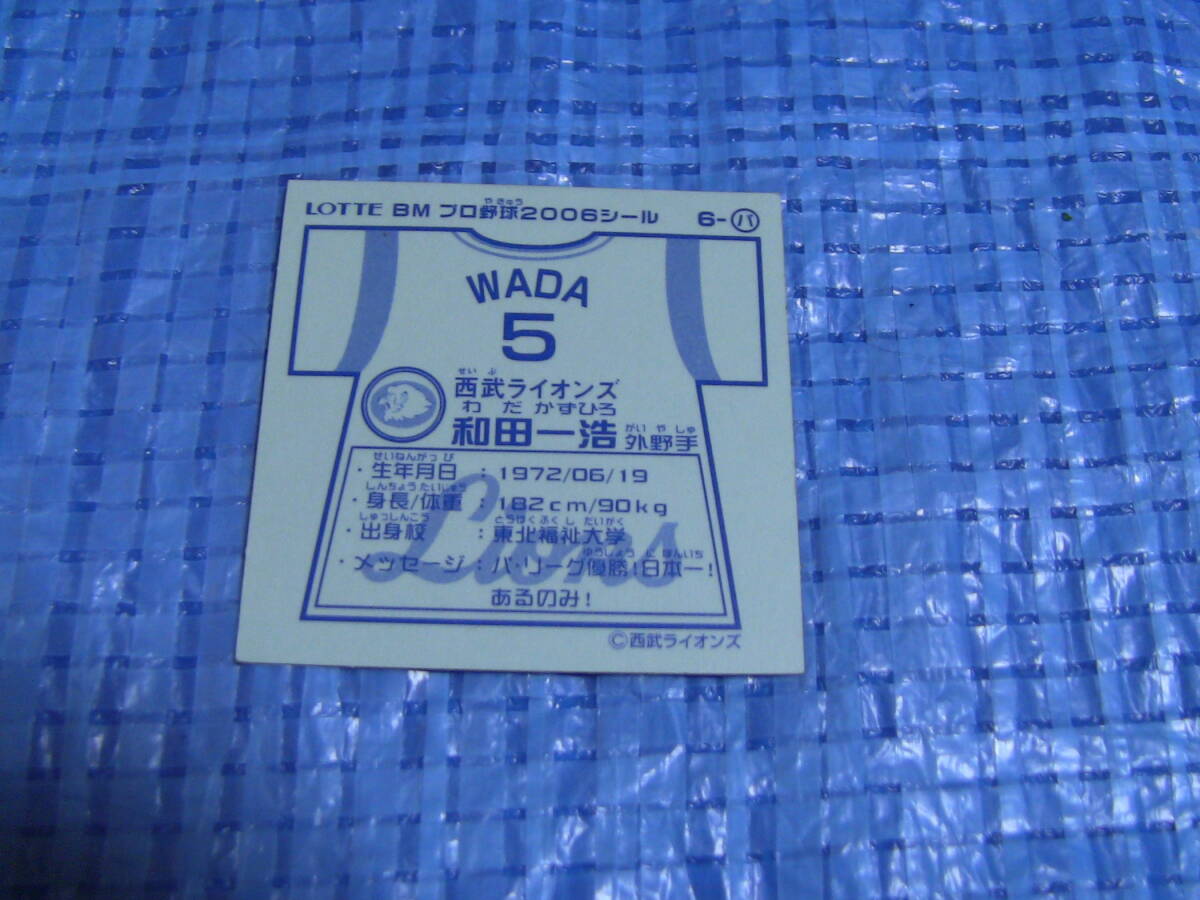 LOTTE BM プロ野球2006シール 6-パ
やきゅう
WADA
5
せいぶ
西武ライオンズ
わだ かずひろ
和田一浩 外野手
がいやしゅ
せいねんがっぴ
・生年月日 : 1972/06/19
しんちょう たいじゅう
・身長/体重 : 182cm/90kg
しゅっしんこう とうほくふくしだいがく
・出身校 : 東北福祉大学
ゆうしょう にほんいち
・メッセージ : パ・リーグ優勝!日本一!
あるのみ!
Lions
©西武ライオンズ